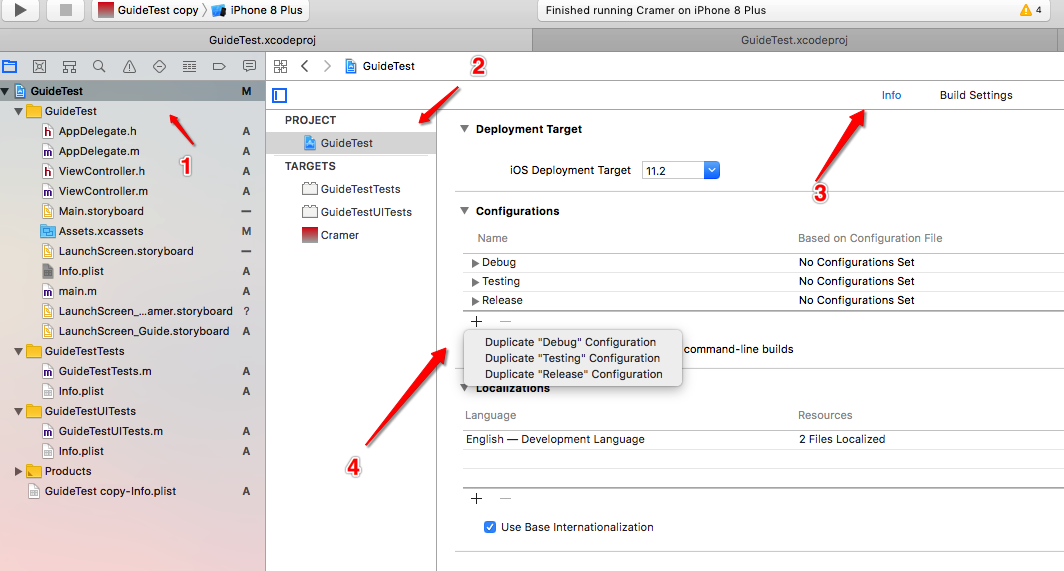 GuideTest copy
iPhone 8 Plus
Finished running Cramer on iPhone 8 Plus
4
GuideTest.xcodeproj
GuideTest.xcodeproj
GuideTest M
GuideTest
h AppDelegate.h A
m AppDelegate.m A
h ViewController.h A
m ViewController.m A
Main.storyboard —
Assets.xcassets M
LaunchScreen.storyboard —
Info.plist A
m main.m A
LaunchScreen_...amer.storyboard ?
LaunchScreen_Guide.storyboard A
GuideTestTests
m GuideTestTests.m A
Info.plist A
GuideTestUITests
m GuideTestUITests.m A
Info.plist A
Products
GuideTest copy-Info.plist A
1
GuideTest
2
PROJECT
GuideTest
TARGETS
GuideTestTests
GuideTestUITests
Cramer
Info Build Settings
3
Deployment Target
iOS Deployment Target 11.2
Configurations
Name Based on Configuration File
Debug No Configurations Set
Testing No Configurations Set
Release No Configurations Set
+ —
Duplicate "Debug" Configuration
Duplicate "Testing" Configuration
Duplicate "Release" Configuration
command-line builds
4
Localizations
Language Resources
English — Development Language 2 Files Localized
+ —
Use Base Internationalization